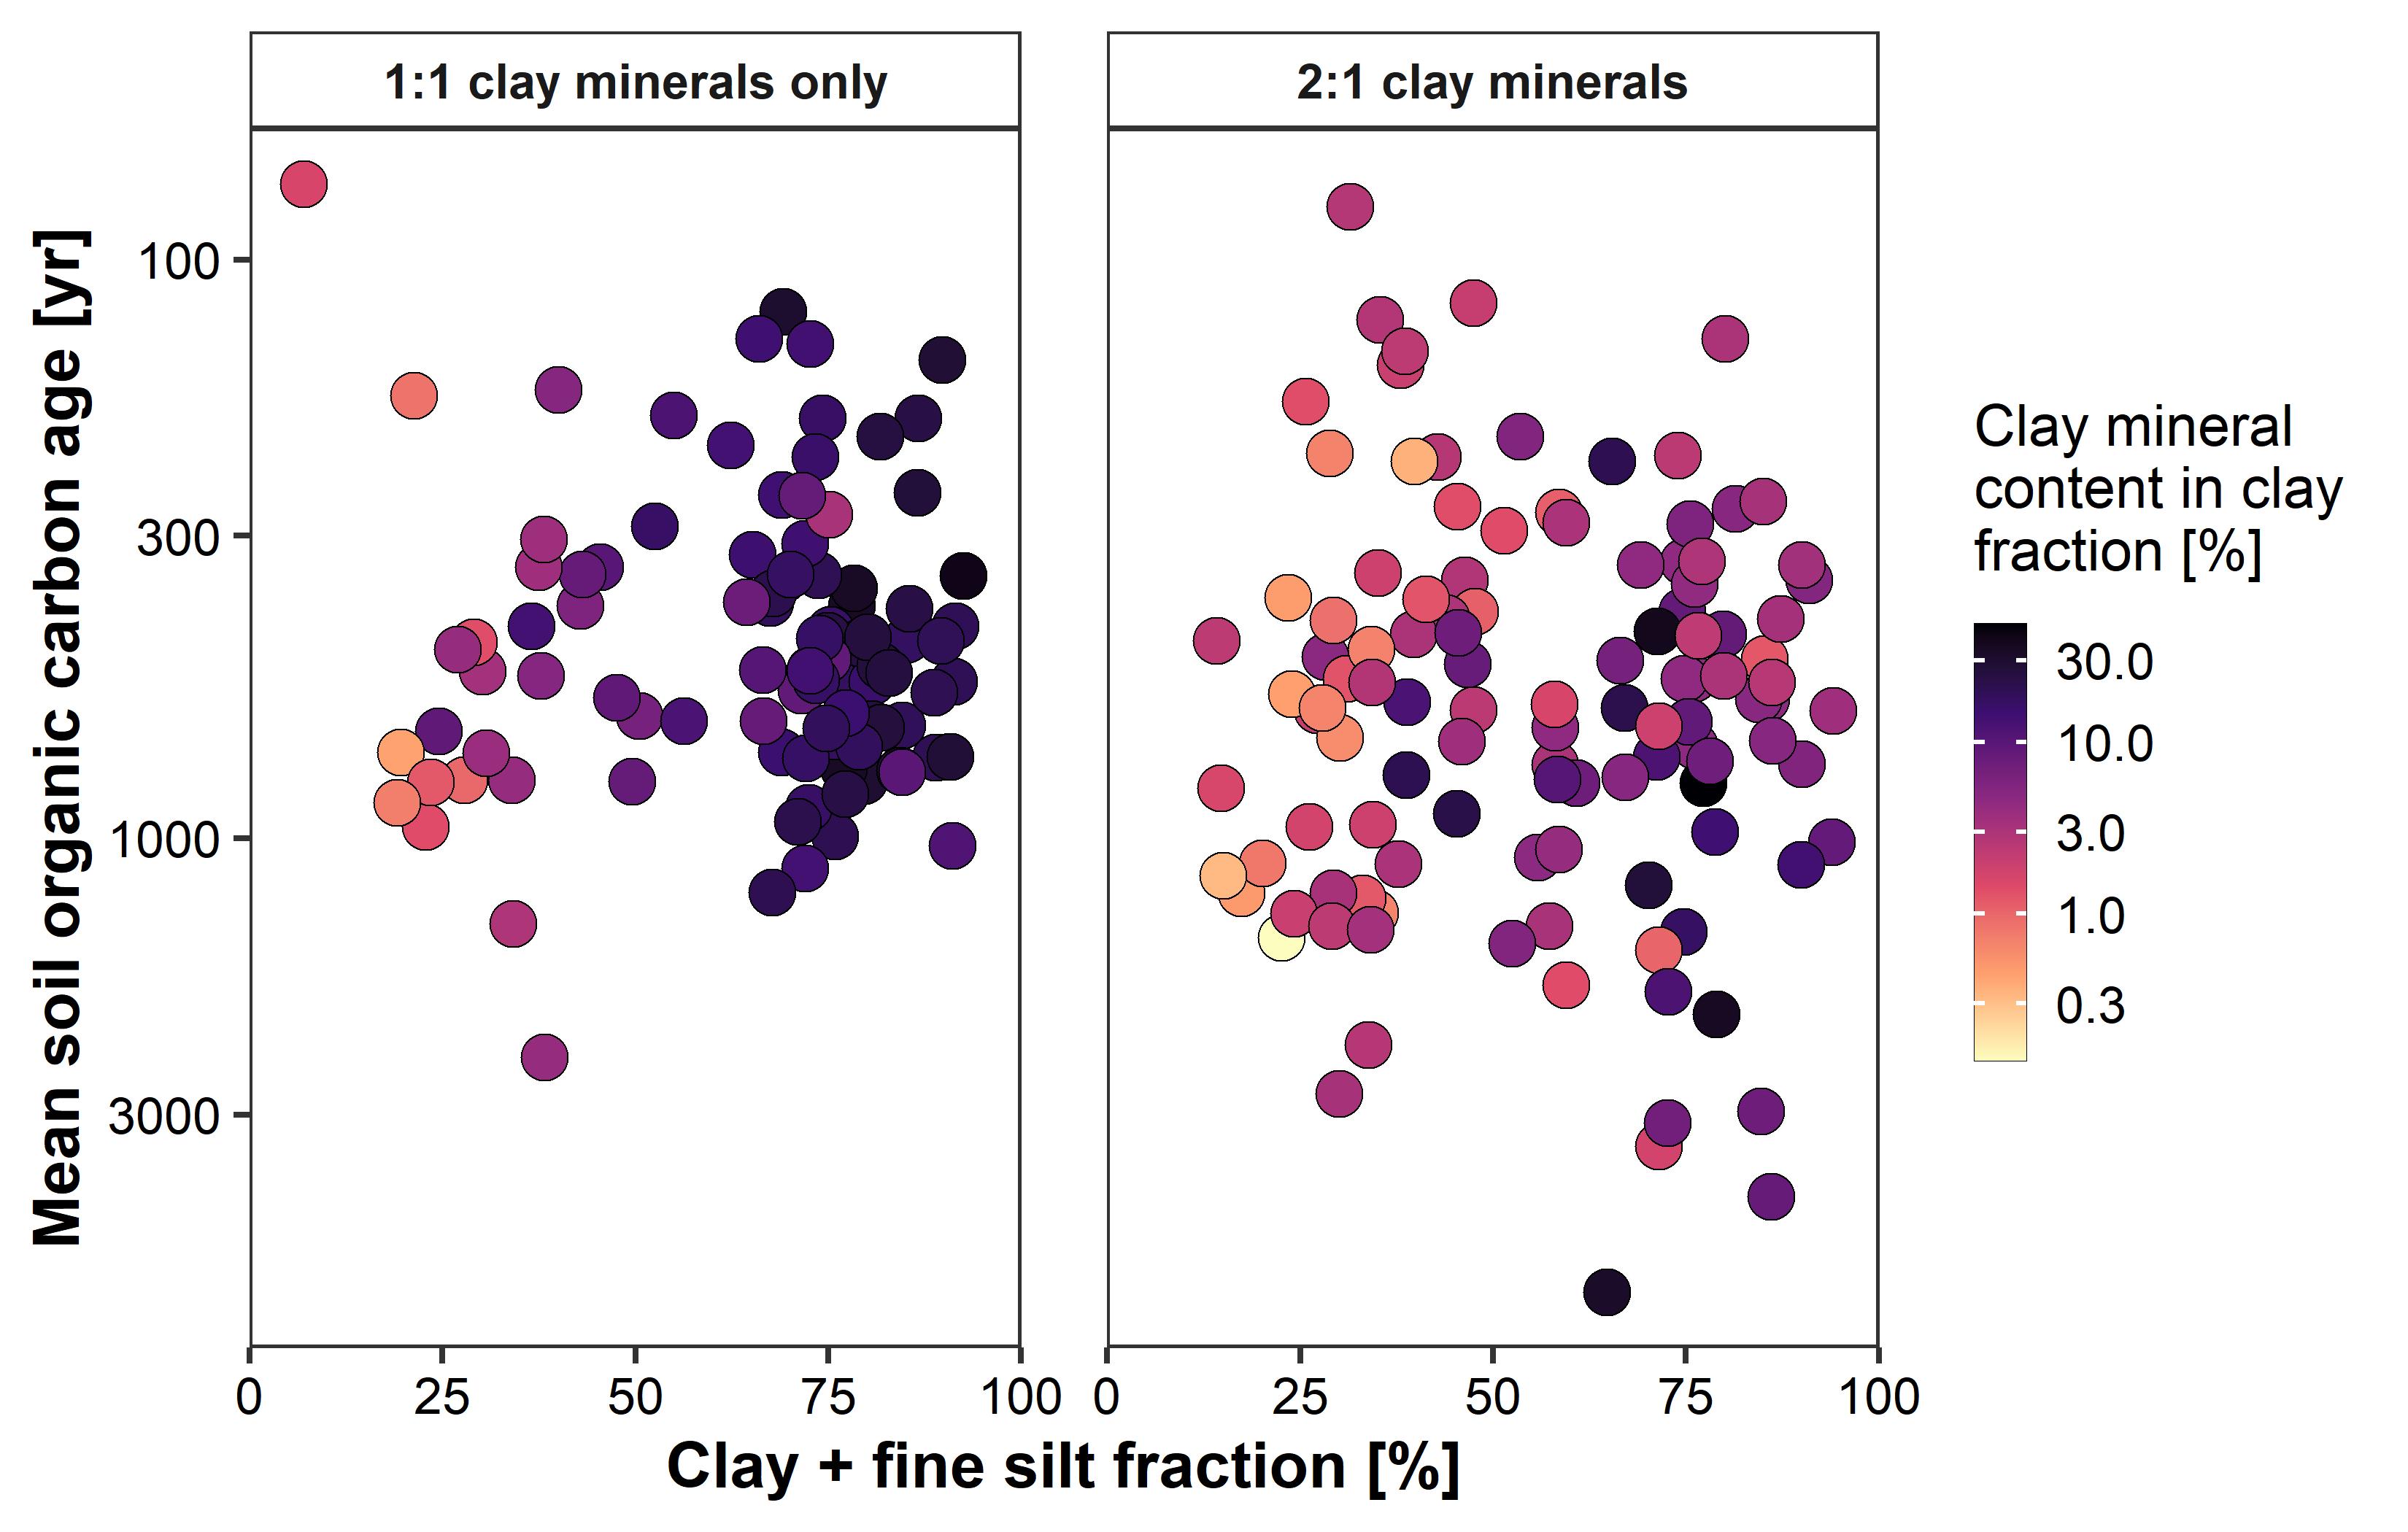 1:1 clay minerals only
2:1 clay minerals
Mean soil organic carbon age [yr]
100
300
1000
3000
0 25 50 75 100
0 25 50 75 100
Clay + fine silt fraction [%]
Clay mineral
content in clay
fraction [%]
30.0
10.0
3.0
1.0
0.3